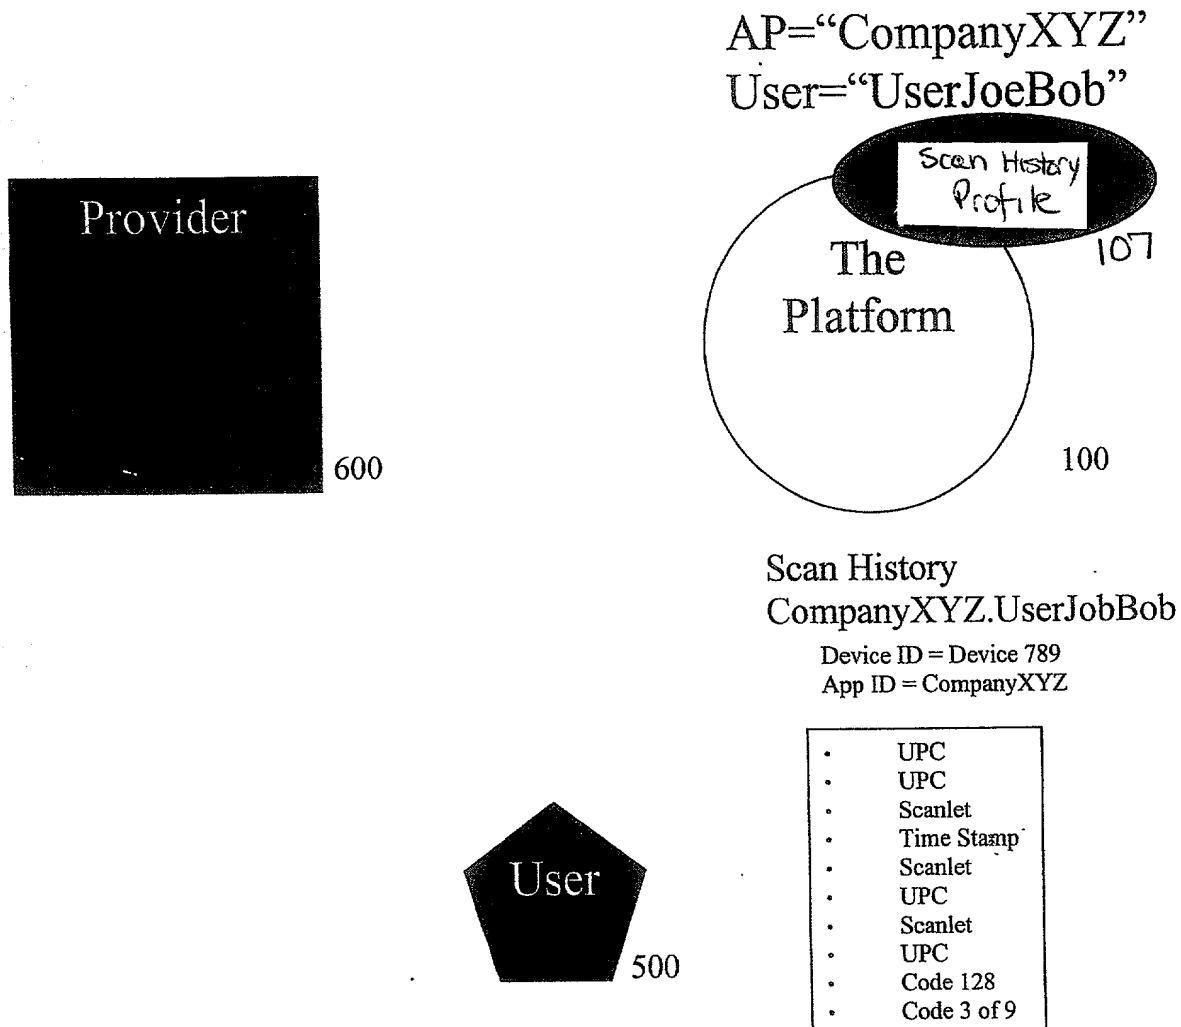 AP=“CompanyXYZ”
User=“UserJoeBob”
Scan History
Profile
107
Provider
The
Platform
600
100
Scan History
CompanyXYZ.UserJobBob
Device ID = Device 789
App ID = CompanyXYZ
• UPC
• UPC
• Scanlet
• Time Stamp
• Scanlet
• UPC
• Scanlet
• UPC
• Code 128
• Code 3 of 9
User
500